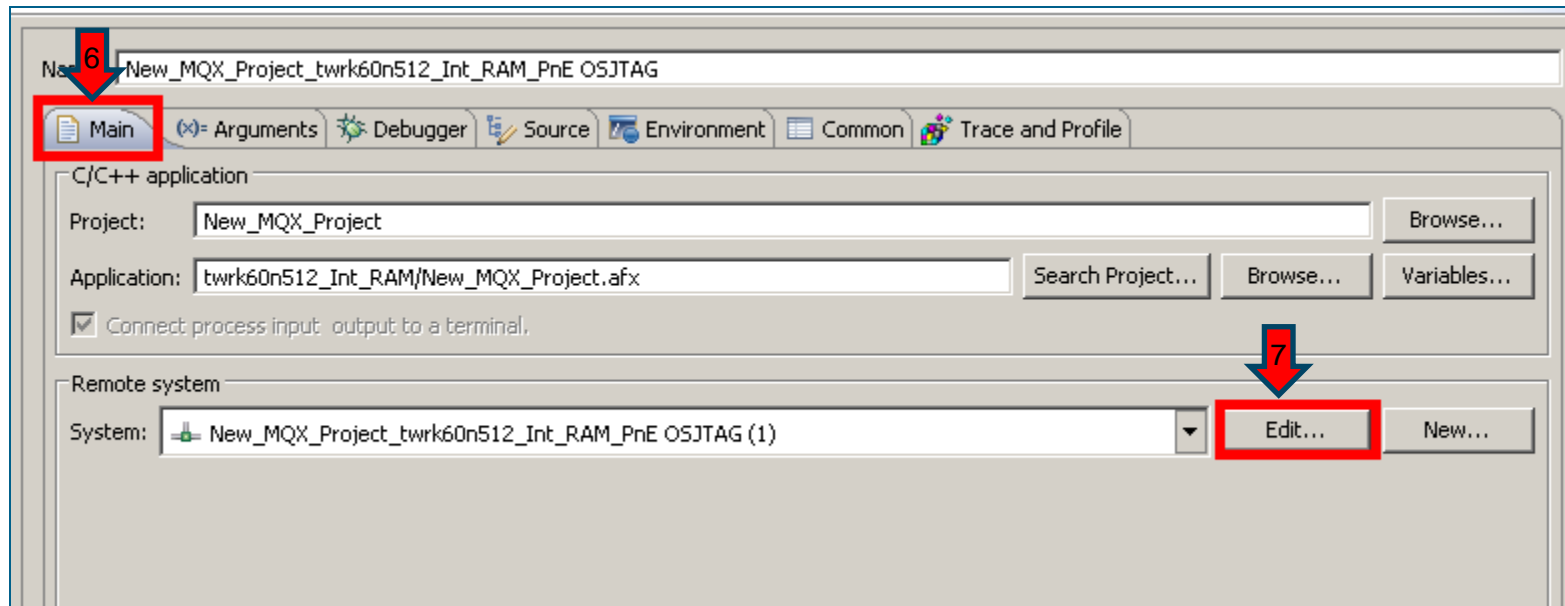 6
Na New_MQX_Project_twrk60n512_Int_RAM_PnE OSJTAG
Main (x)= Arguments Debugger Source Environment Common Trace and Profile
C/C++ application
Project: New_MQX_Project Browse...
Application: twrk60n512_Int_RAM/New_MQX_Project.afx Search Project... Browse... Variables...
Connect process input output to a terminal.
7
Remote system
System: New_MQX_Project_twrk60n512_Int_RAM_PnE OSJTAG (1) Edit... New...